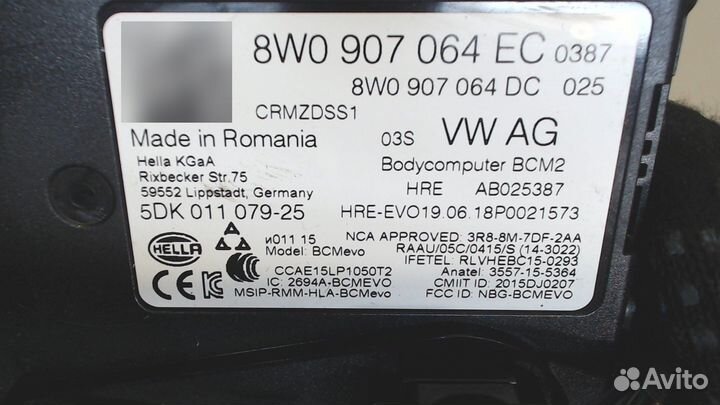 8W0 907 064 EC 0387
8W0 907 064 DC 025
CRMZDSS1
Made in Romania 03S VW AG
Hella KGaA Bodycomputer BCM2
Rixbecker Str.75
59552 Lippstadt, Germany HRE AB025387
5DK 011 079-25 HRE-EVO19.06.18P0021573
HELLA
и011 15
Model: BCMevo
CCAE15LP1050T2
IC: 2694A-BCMevo
MSIP-RMM-HLA-BCMevo
NCA APPROVED: 3R8-8M-7DF-2AA
RAAU/05C/0415/S (14-3022)
IFETEL: RLVHEBC15-0293
Anatel: 3557-15-5364
CMIIT ID: 2015DJ0207
FCC ID: NBG-BCMEVO
CE
Avito